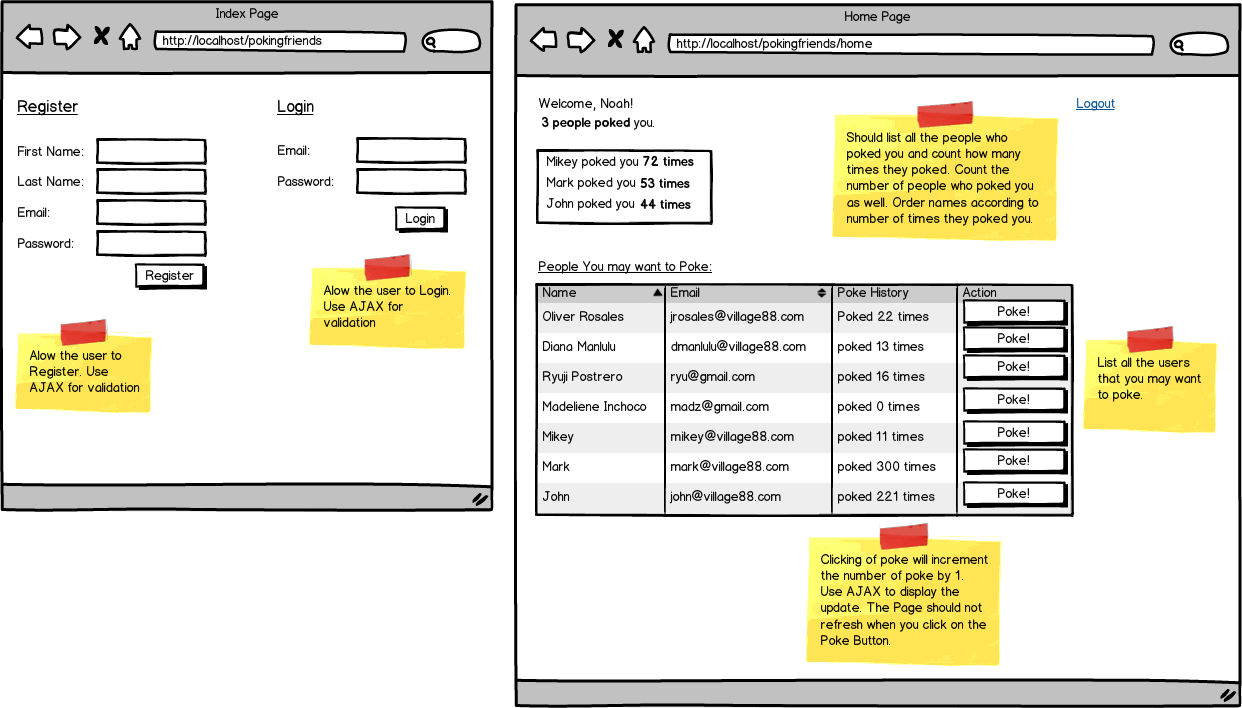 Index Page
http://localhost/pokingfriends
Register
First Name:
Last Name:
Email:
Password:
Register
Alow the user to
Register. Use
AJAX for validation
Login
Email:
Password:
Login
Alow the user to Login.
Use AJAX for
validation
Home Page
http://localhost/pokingfriends/home
Welcome, Noah!
3 people poked you.
Logout
Mikey poked you 72 times
Mark poked you 53 times
John poked you 44 times
Should list all the people who
poked you and count how many
times they poked. Count the
number of people who poked you
as well. Order names according to
number of times they poked you.
People You may want to Poke:
Name Email Poke History Action
Oliver Rosales jrosales@village88.com Poked 22 times Poke!
Diana Manlulu dmanlulu@village88.com poked 13 times Poke!
Ryuji Postrero ryu@gmail.com poked 16 times Poke!
Madeliene Inchoco madz@gmail.com poked 0 times Poke!
Mikey mikey@village88.com poked 11 times Poke!
Mark mark@village88.com poked 300 times Poke!
John john@village88.com poked 221 times Poke!
List all the users
that you may want
to poke.
Clicking of poke will increment
the number of poke by 1.
Use AJAX to display the
update. The Page should not
refresh when you click on the
Poke Button.